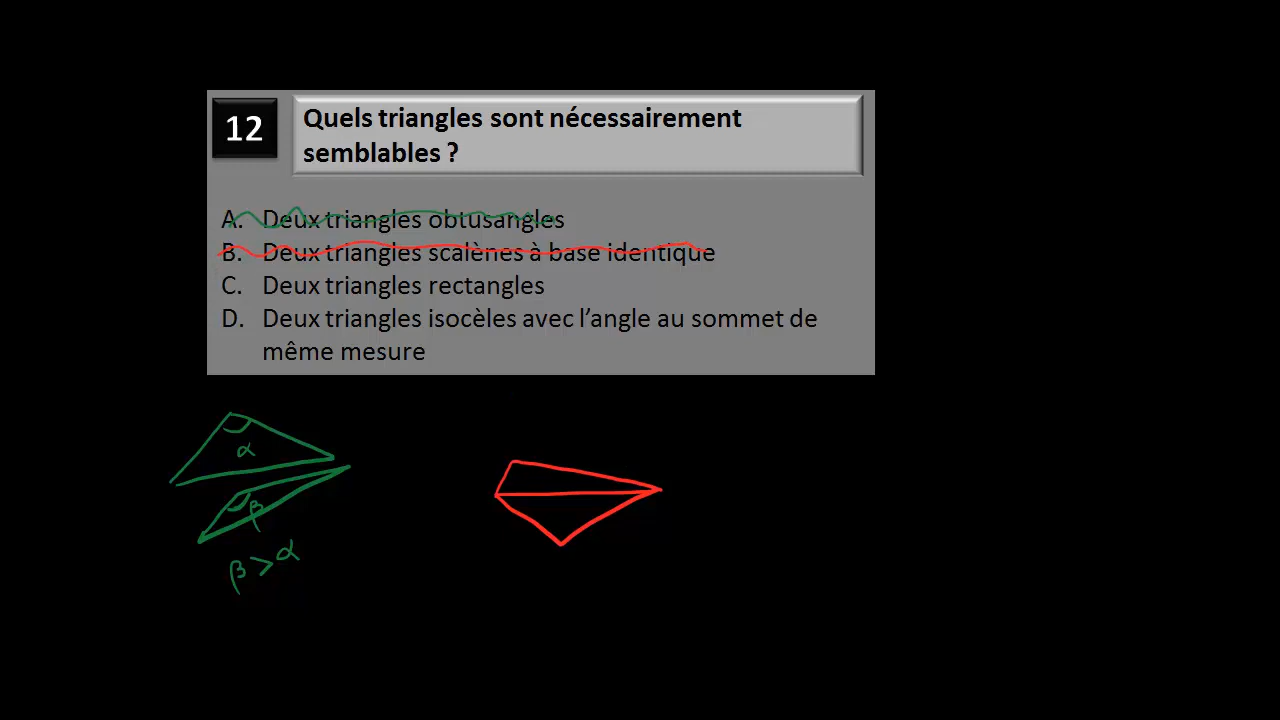 12
Quels triangles sont nécessairement
semblables ?
A. Deux triangles obtusangles
B. Deux triangles scalènes à base identique
C. Deux triangles rectangles
D. Deux triangles isocèles avec l’angle au sommet de
même mesure
α
β
β > α